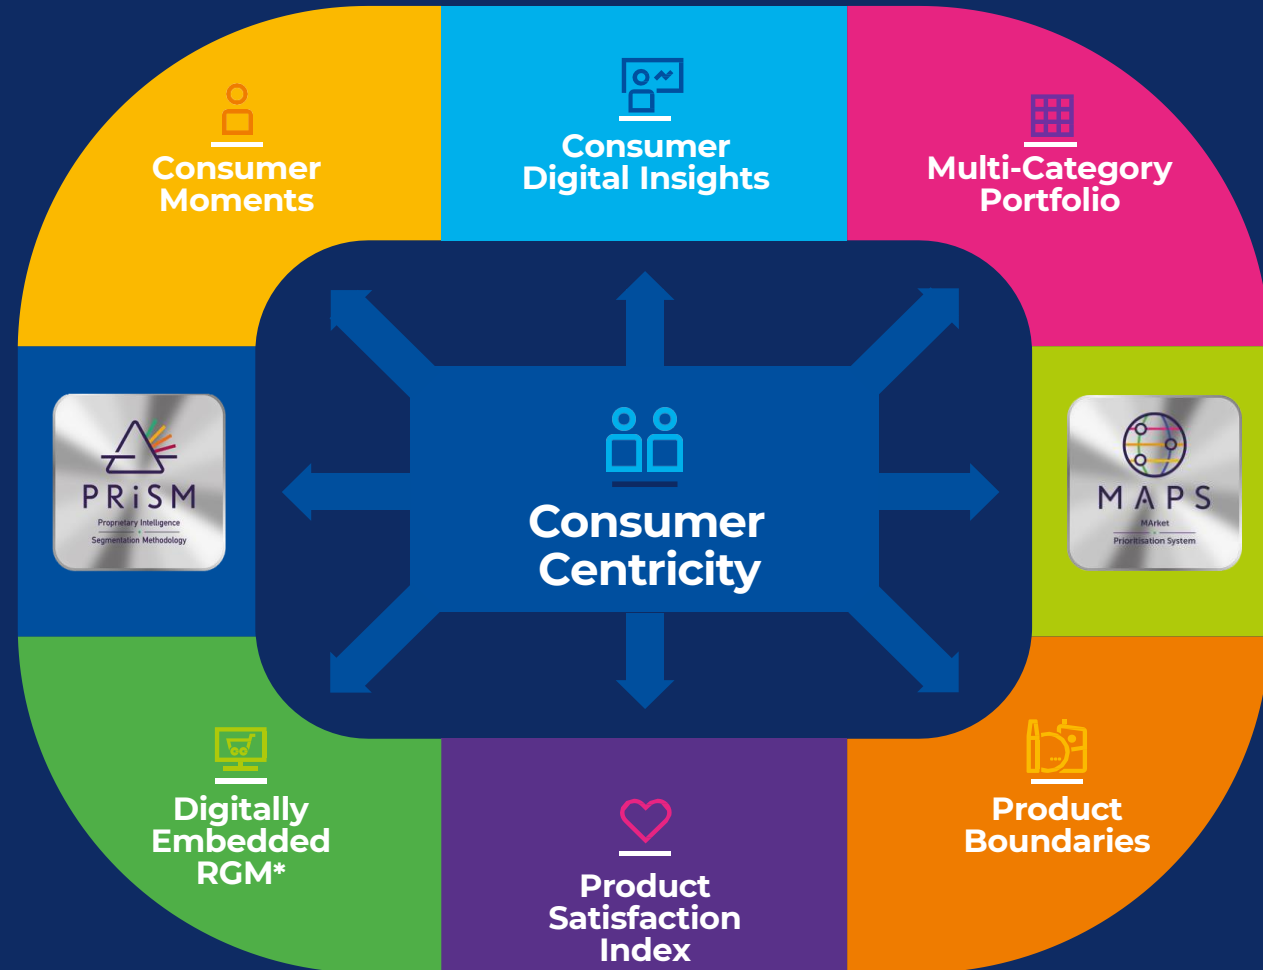 Consumer
Moments
Consumer
Digital Insights
Multi-Category
Portfolio
PRiSM
Proprietary Intelligence
Segmentation Methodology
Consumer
Centricity
MAPS
MArket
Prioritisation System
Digitally
Embedded
RGM*
Product
Satisfaction
Index
Product
Boundaries